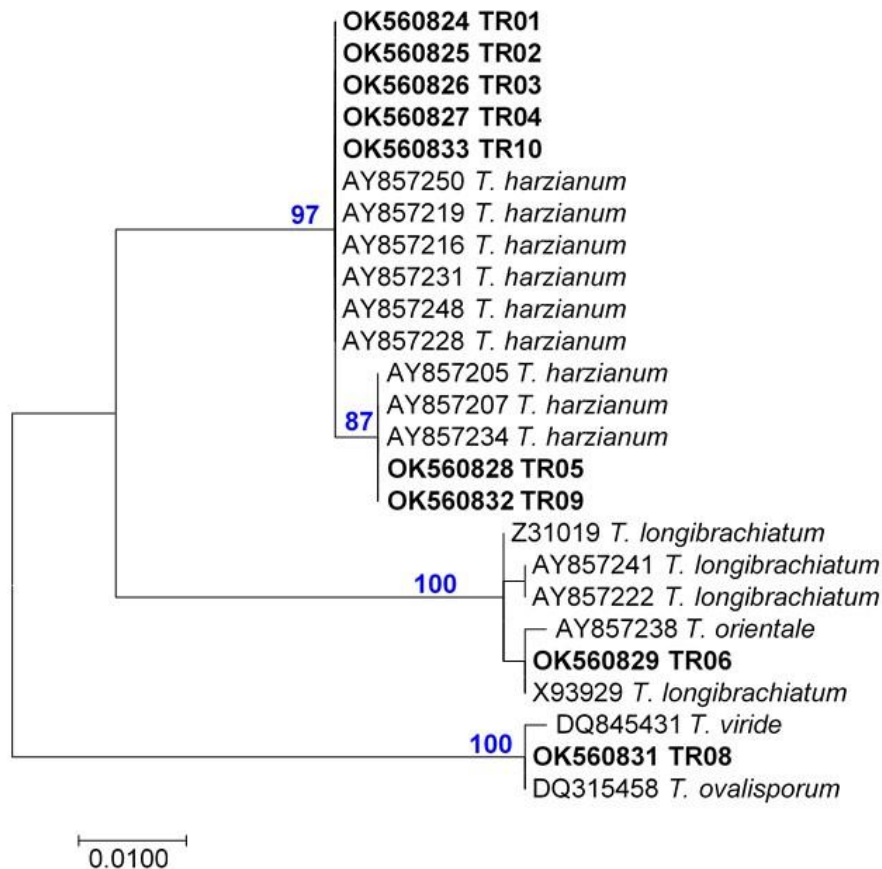 OK560824 TR01
OK560825 TR02
OK560826 TR03
OK560827 TR04
OK560833 TR10
AY857250 T. harzianum
97
AY857219 T. harzianum
AY857216 T. harzianum
AY857231 T. harzianum
AY857248 T. harzianum
AY857228 T. harzianum
AY857205 T. harzianum
AY857207 T. harzianum
87
AY857234 T. harzianum
OK560828 TR05
OK560832 TR09
Z31019 T. longibrachiatum
AY857241 T. longibrachiatum
100
AY857222 T. longibrachiatum
AY857238 T. orientale
OK560829 TR06
X93929 T. longibrachiatum
DQ845431 T. viride
100
OK560831 TR08
DQ315458 T. ovalisporum
0.0100